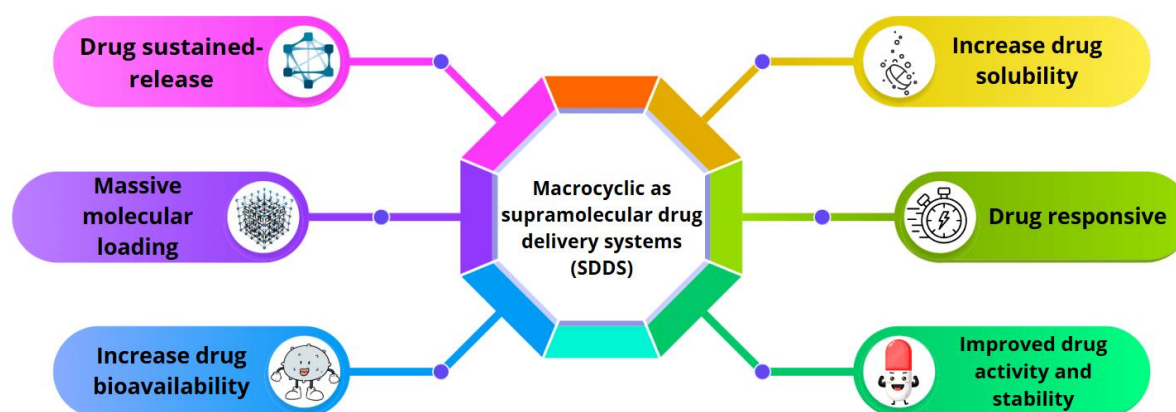 Drug sustained-
release
Increase drug
solubility
Massive
molecular
loading
Macrocyclic as
supramolecular drug
delivery systems
(SDDS)
Drug responsive
Increase drug
bioavailability
Improved drug
activity and
stability